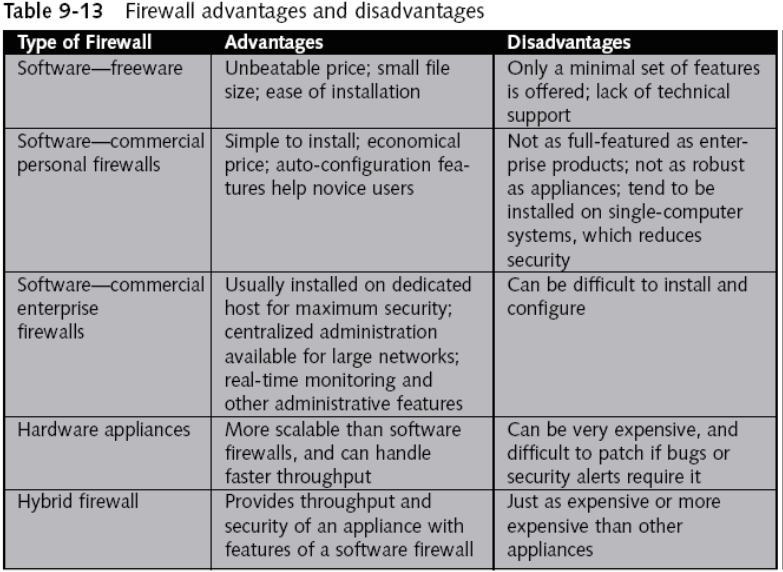 Table 9-13 Firewall advantages and disadvantages
Type of Firewall Advantages Disadvantages
Software—freeware
Unbeatable price; small file
size; ease of installation
Only a minimal set of features
is offered; lack of technical
support
Software—commercial
personal firewalls
Simple to install; economical
price; auto-configuration fea-
tures help novice users
Not as full-featured as enter-
prise products; not as robust
as appliances; tend to be
installed on single-computer
systems, which reduces
security
Software—commercial
enterprise
firewalls
Usually installed on dedicated
host for maximum security;
centralized administration
available for large networks;
real-time monitoring and
other administrative features
Can be difficult to install and
configure
Hardware appliances
More scalable than software
firewalls, and can handle
faster throughput
Can be very expensive, and
difficult to patch if bugs or
security alerts require it
Hybrid firewall
Provides throughput and
security of an appliance with
features of a software firewall
Just as expensive or more
expensive than other
appliances